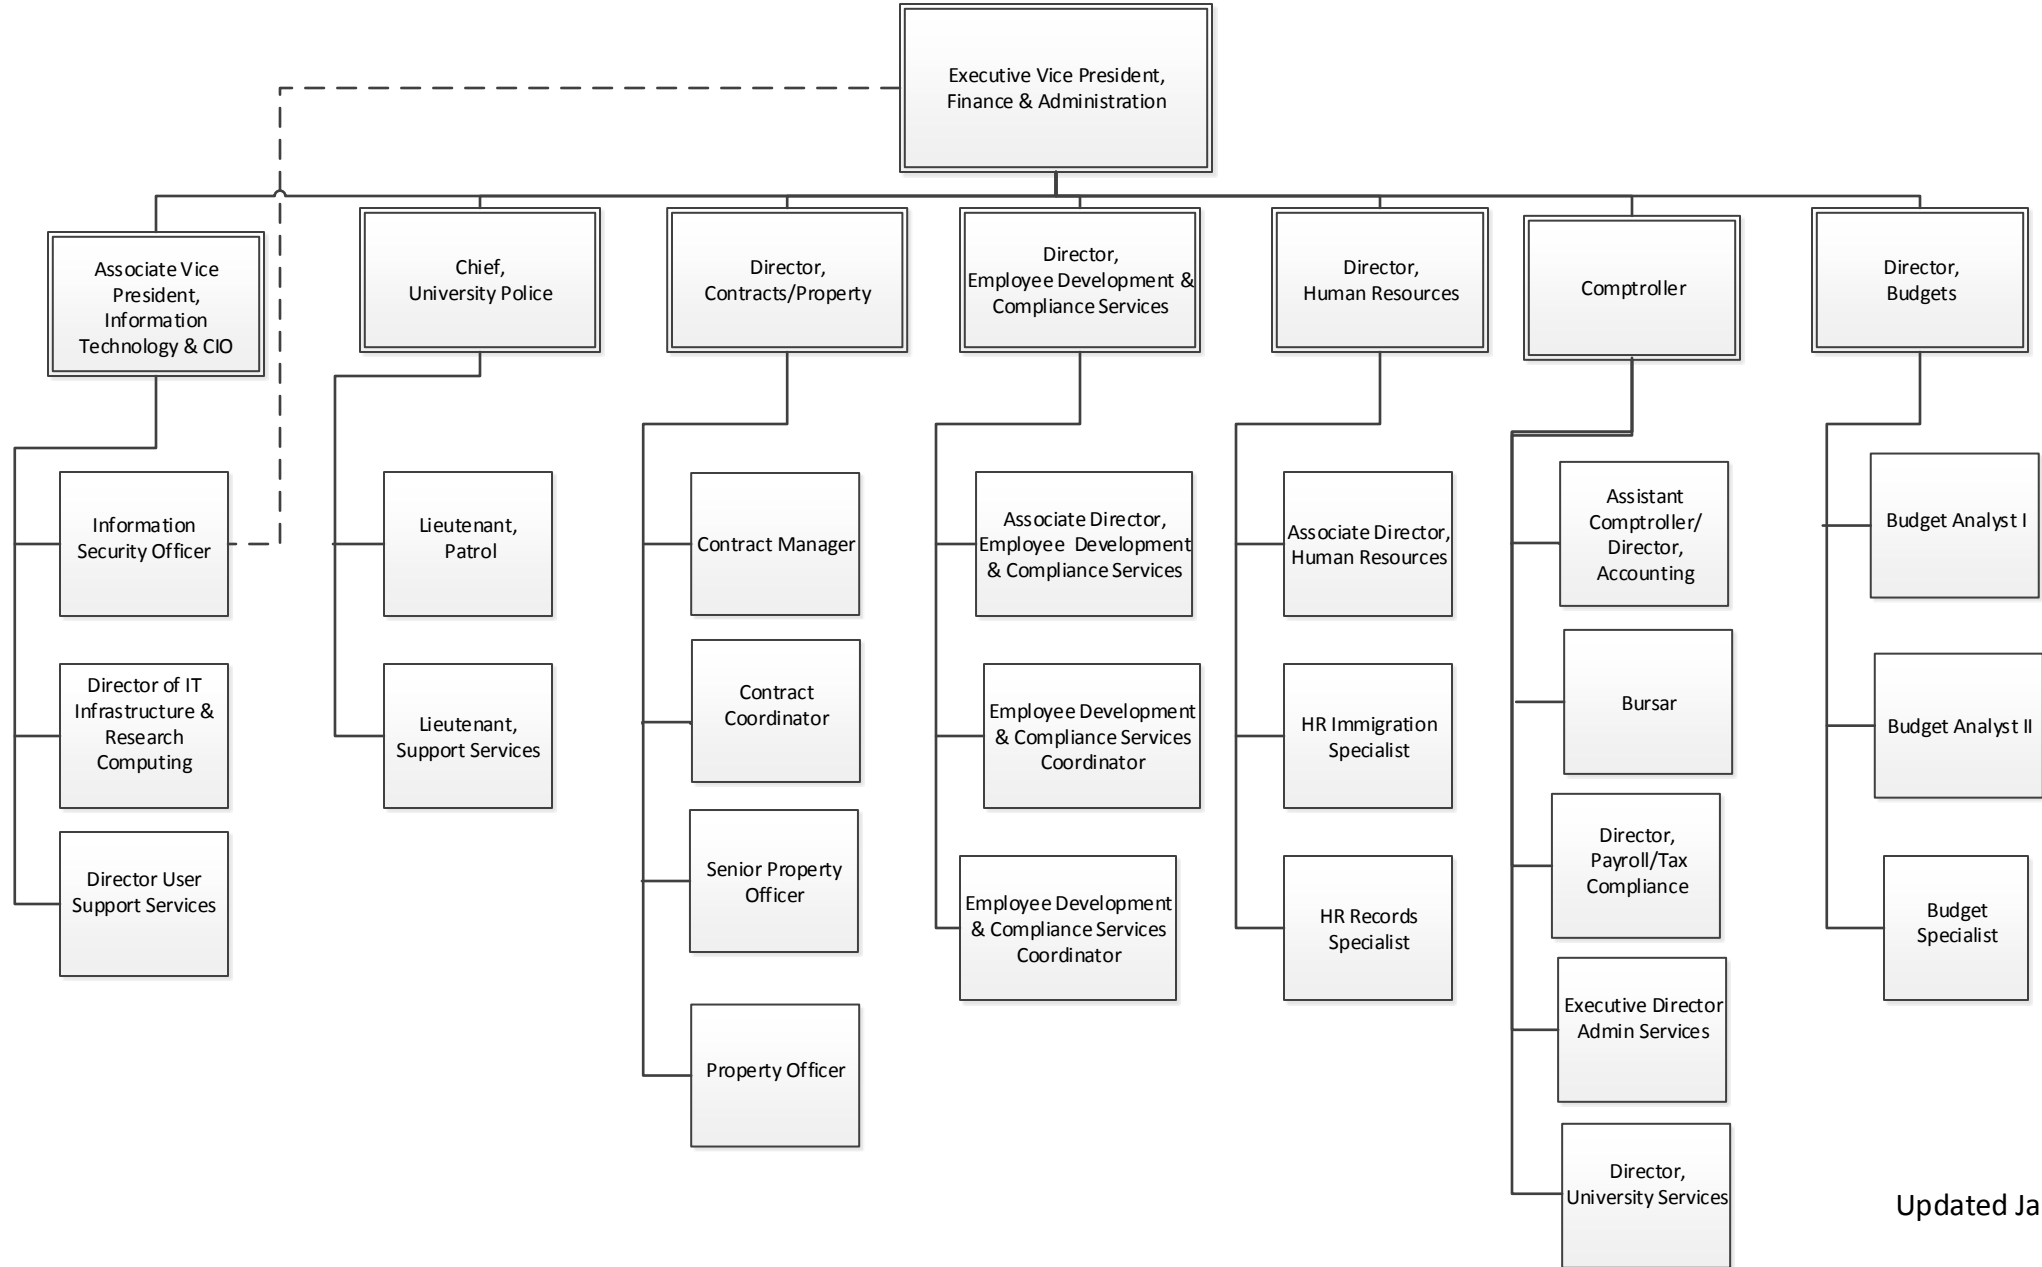 Executive Vice President,
Finance & Administration
Associate Vice
President,
Information
Technology & CIO
Chief,
University Police
Director,
Contracts/Property
Director,
Employee Development &
Compliance Services
Director,
Human Resources
Comptroller
Director,
Budgets
Information
Security Officer
Director of IT
Infrastructure &
Research
Computing
Director User
Support Services
Lieutenant,
Patrol
Lieutenant,
Support Services
Contract Manager
Contract
Coordinator
Senior Property
Officer
Property Officer
Associate Director,
Employee Development
& Compliance Services
Employee Development
& Compliance Services
Coordinator
Employee Development
& Compliance Services
Coordinator
Associate Director,
Human Resources
HR Immigration
Specialist
HR Records
Specialist
Assistant
Comptroller/
Director,
Accounting
Bursar
Director,
Payroll/Tax
Compliance
Executive Director
Admin Services
Director,
University Services
Budget Analyst I
Budget Analyst II
Budget
Specialist
Updated Ja